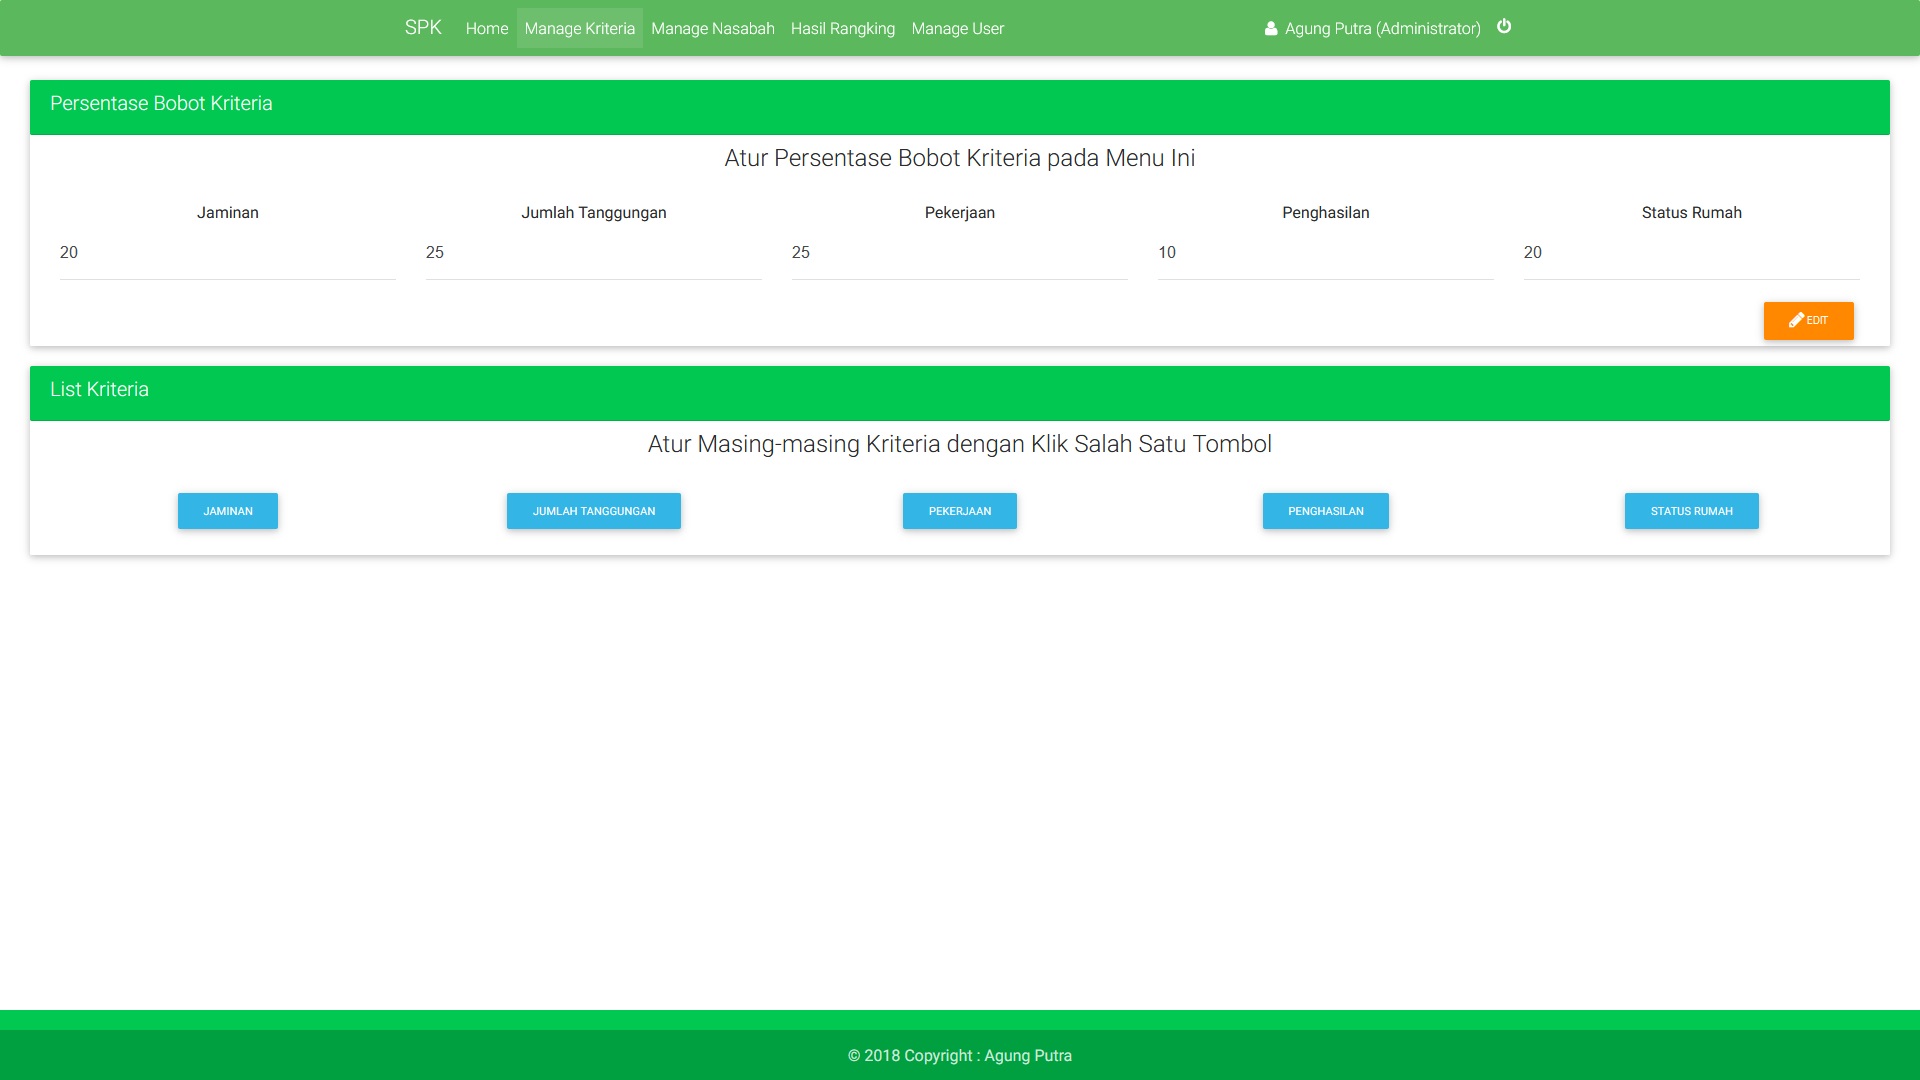 SPK Home Manage Kriteria Manage Nasabah Hasil Rangking Manage User Agung Putra (Administrator)
Persentase Bobot Kriteria
Atur Persentase Bobot Kriteria pada Menu Ini
Jaminan Jumlah Tanggungan Pekerjaan Penghasilan Status Rumah
20 25 25 10 20
EDIT
List Kriteria
Atur Masing-masing Kriteria dengan Klik Salah Satu Tombol
JAMINAN JUMLAH TANGGUNGAN PEKERJAAN PENGHASILAN STATUS RUMAH
© 2018 Copyright : Agung Putra